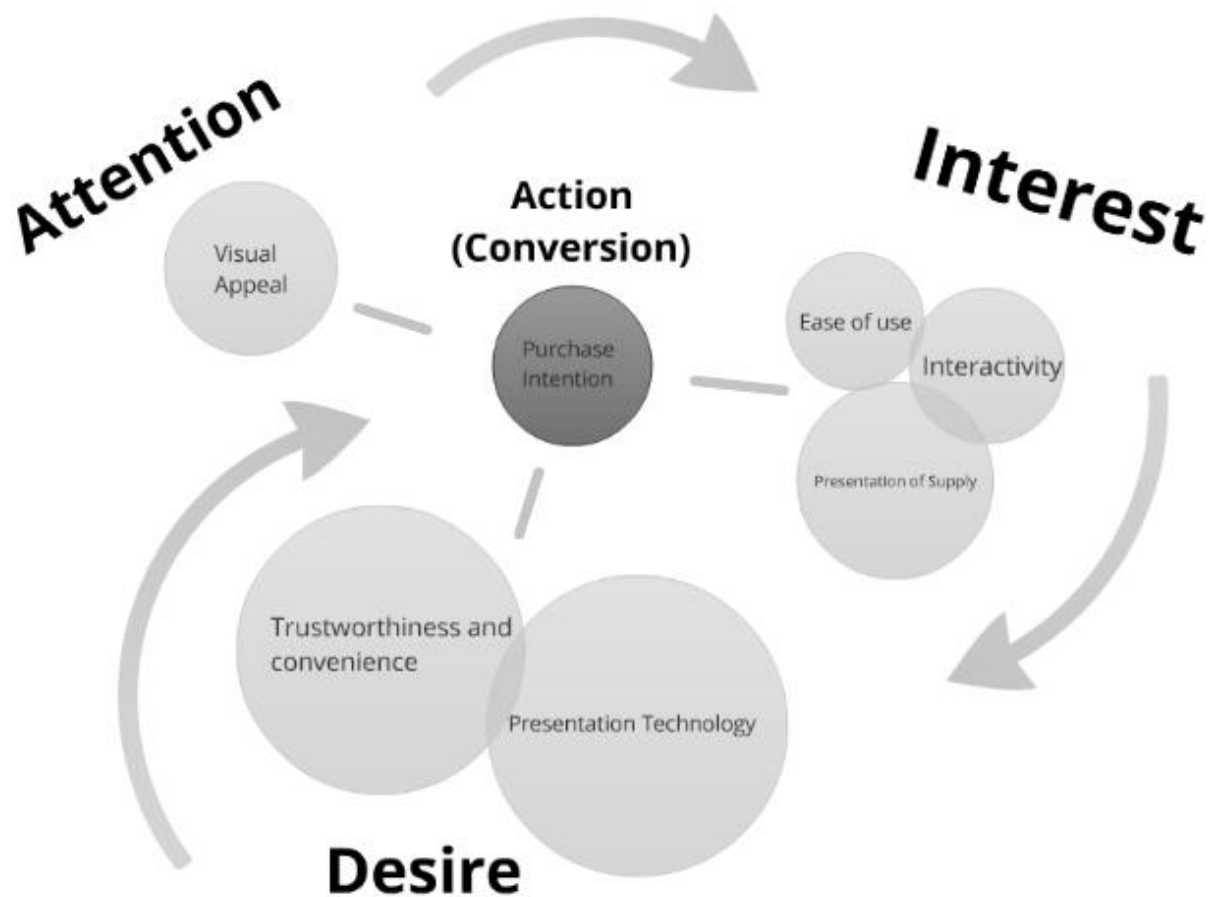 Attention
Interest
Visual
Appeal
Action
(Conversion)
Purchase
Intention
Ease of use
Interactivity
Presentation of Supply
Trustworthiness and
convenience
Presentation Technology
Desire